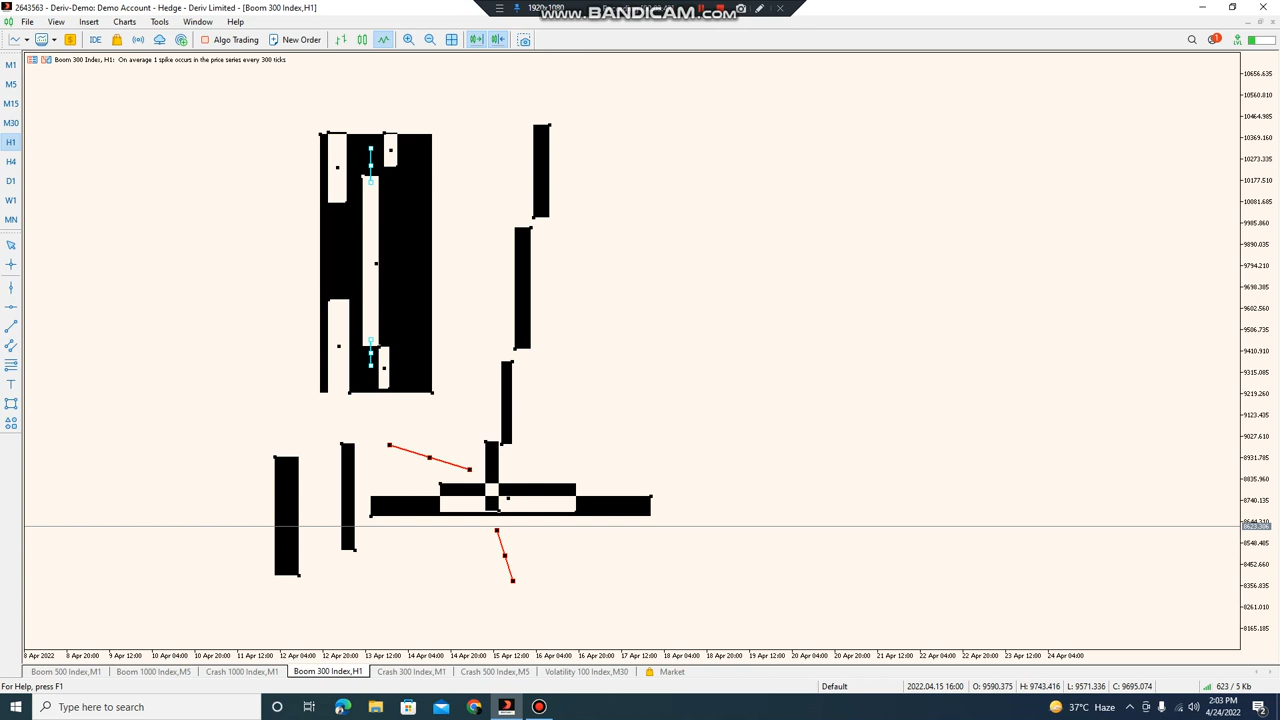 2643563 - Deriv-Demo: Demo Account - Hedge - Deriv Limited - [Boom 300 Index,H1]
1920x1080
www.BANDICAM.com
File View Insert Charts Tools Window Help
IDE Algo Trading New Order
1
LVL
Boom 300 Index, H1: On average 1 spike occurs in the price series every 300 ticks
M1
M5
M15
M30
H1
H4
D1
W1
MN
T
10656.635
10560.810
10464.985
10369.160
10273.335
10177.510
10081.685
9985.860
9890.035
9794.210
9698.385
9602.560
9506.735
9410.910
9315.085
9219.260
9123.435
9027.610
8931.785
8835.960
8740.135
8644.310
8548.485
8452.660
8356.835
8261.010
8165.185
8 Apr 2022 8 Apr 20:00 9 Apr 12:00 10 Apr 04:00 10 Apr 20:00 11 Apr 12:00 12 Apr 04:00 12 Apr 20:00 13 Apr 12:00 14 Apr 04:00 14 Apr 20:00 15 Apr 12:00 16 Apr 04:00 16 Apr 20:00 17 Apr 12:00 18 Apr 04:00 18 Apr 20:00 19 Apr 12:00 20 Apr 04:00 20 Apr 20:00 21 Apr 12:00 22 Apr 04:00 22 Apr 20:00 23 Apr 12:00 24 Apr 04:00
Boom 500 Index,M1 Boom 1000 Index,M5 Crash 1000 Index,M1 Boom 300 Index,H1 Crash 300 Index,M1 Crash 500 Index,M5 Volatility 100 Index,M30 Market
For Help, press F1 Default 2022.04.15 16:00 O: 9590.375 H: 9743.416 L: 9571.336 C: 9695.074 623 / 5 Kb
Type here to search 37°C Haze 2:03 PM
4/24/2022 2